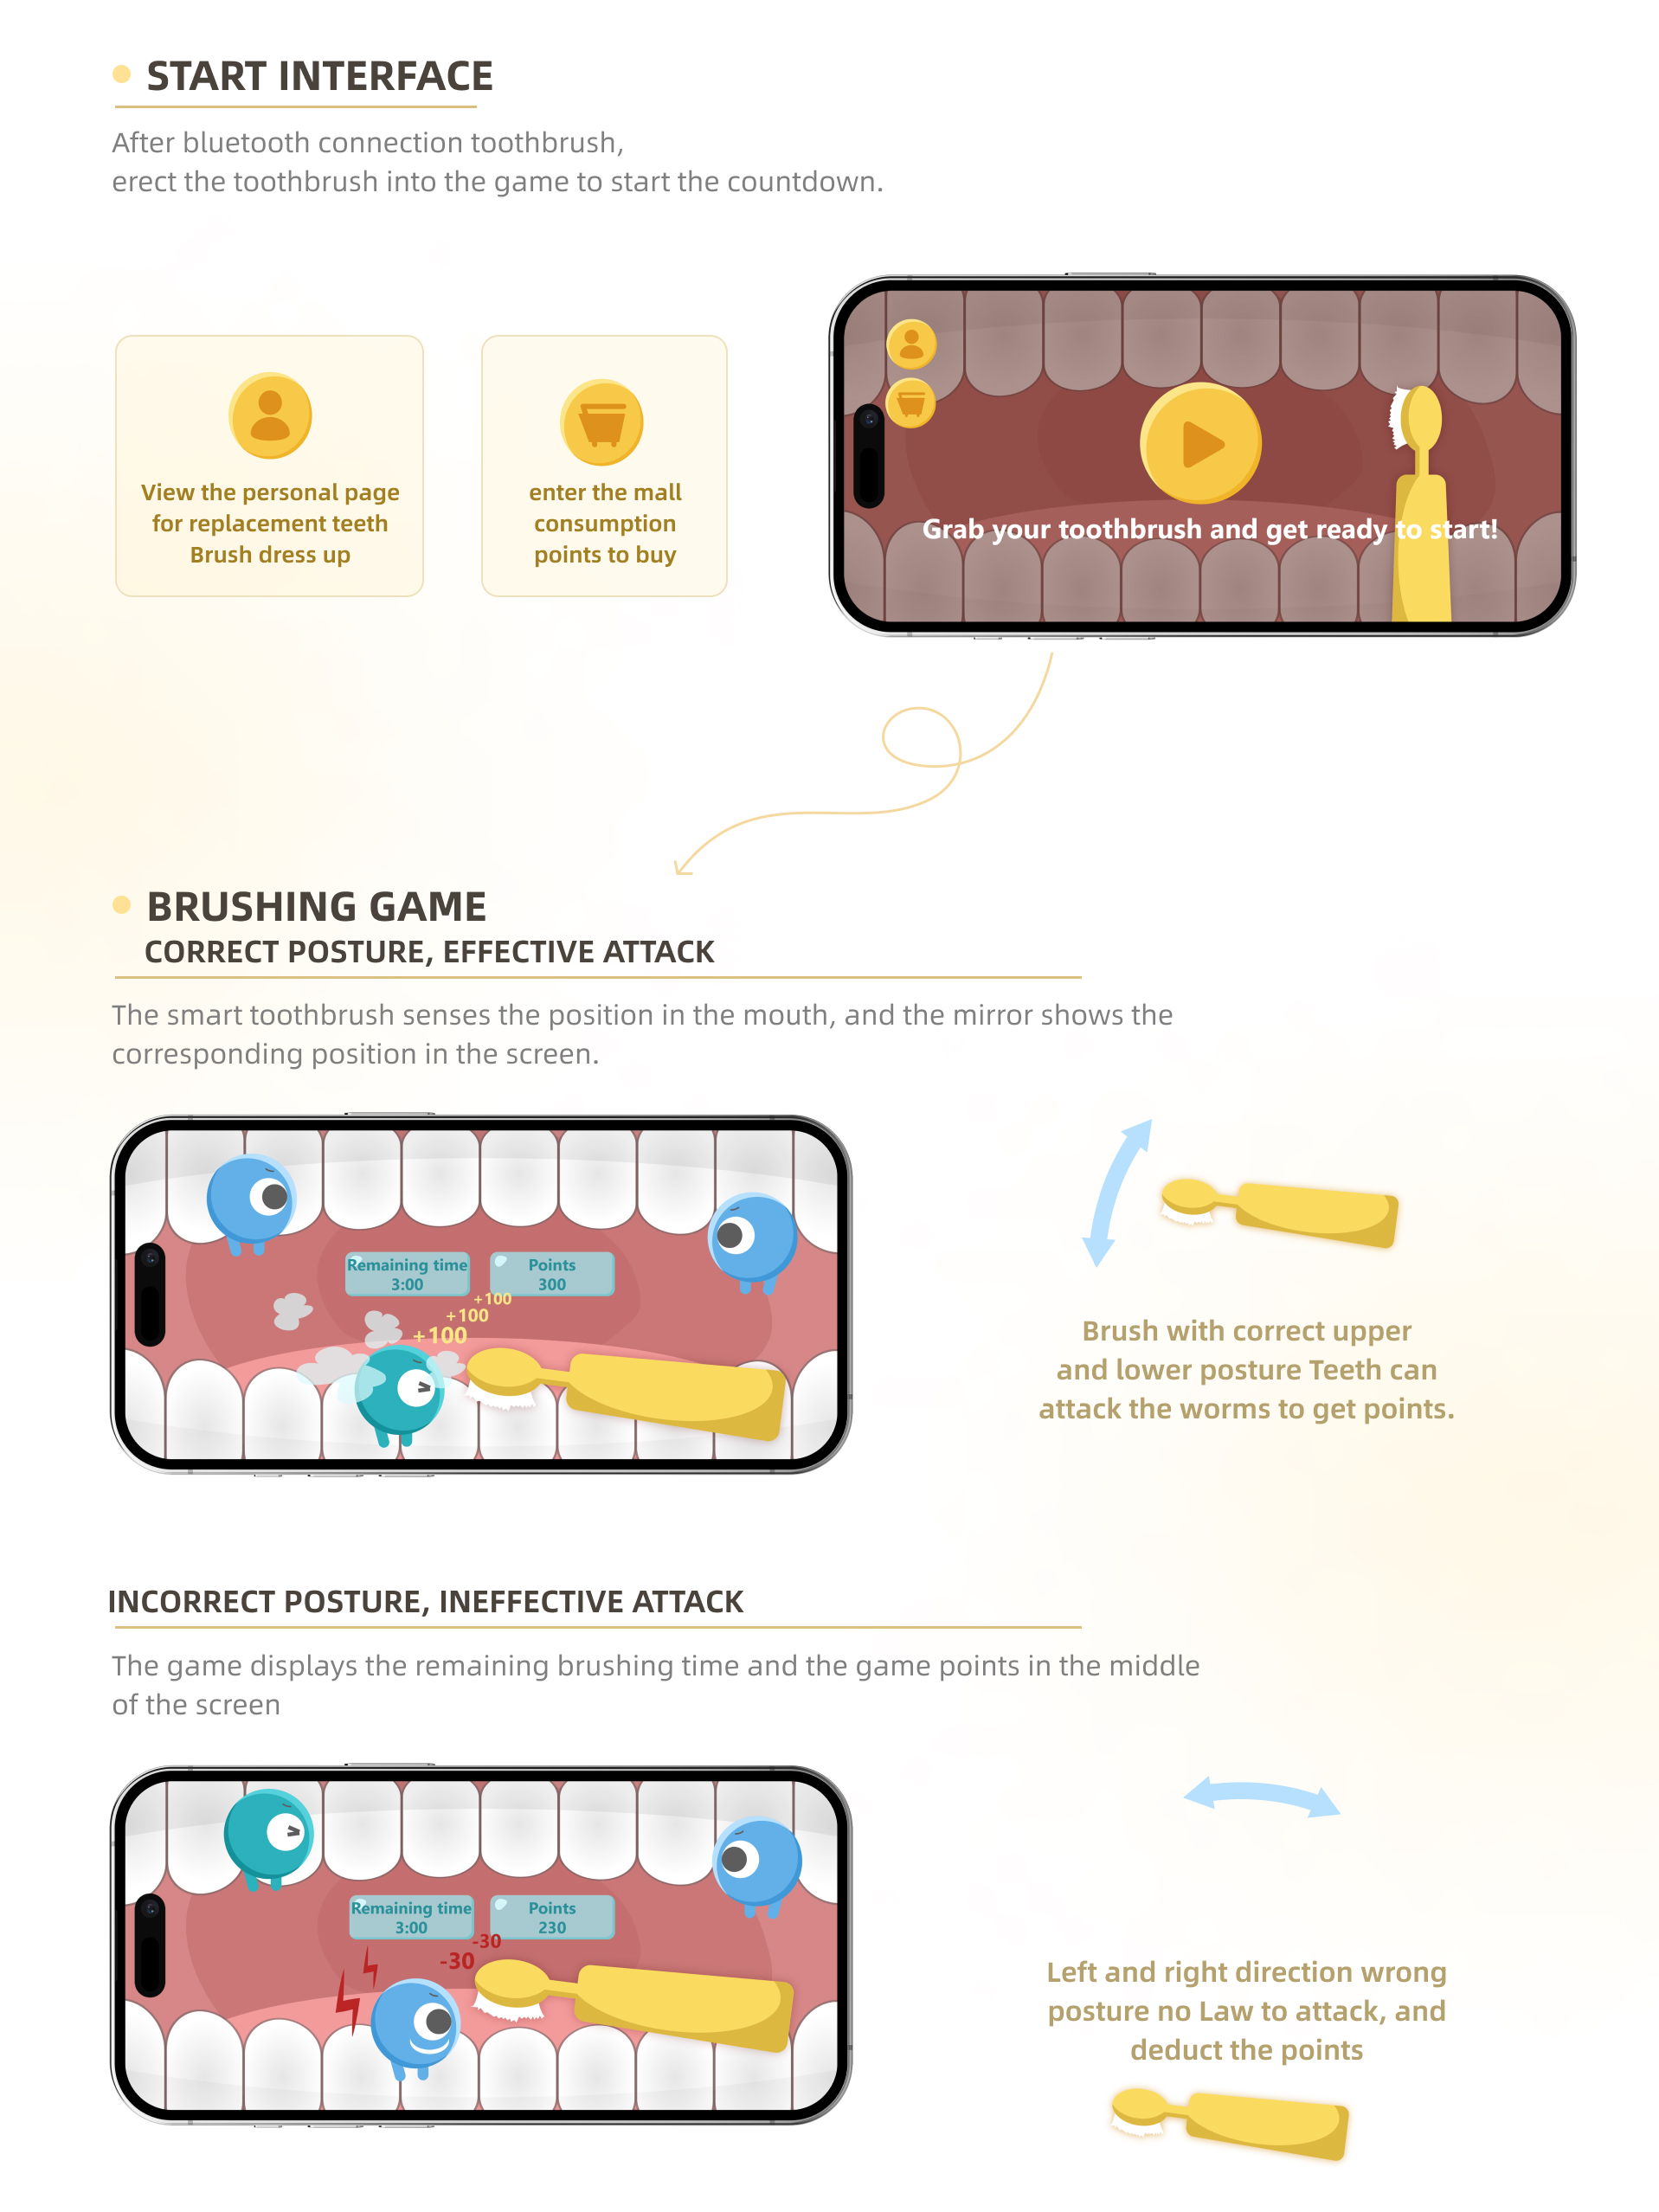 START INTERFACE
After bluetooth connection toothbrush,
erect the toothbrush into the game to start the countdown.
View the personal page
for replacement teeth
Brush dress up
enter the mall
consumption
points to buy
Grab your toothbrush and get ready to start!
BRUSHING GAME
CORRECT POSTURE, EFFECTIVE ATTACK
The smart toothbrush senses the position in the mouth, and the mirror shows the
corresponding position in the screen.
Remaining time
3:00
Points
300
+100
+100
+100
Brush with correct upper
and lower posture Teeth can
attack the worms to get points.
INCORRECT POSTURE, INEFFECTIVE ATTACK
The game displays the remaining brushing time and the game points in the middle
of the screen
Remaining time
3:00
Points
230
-30
-30
Left and right direction wrong
posture no Law to attack, and
deduct the points